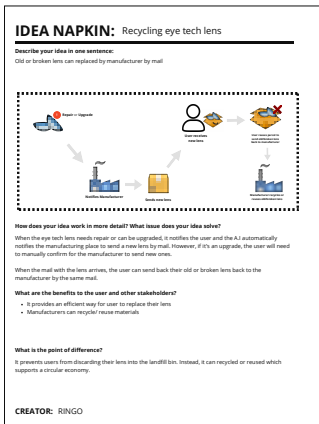 IDEA NAPKIN: Recycling eye tech lens
Describe your idea in one sentence:
Old or broken lens can replaced by manufacturer by mail
Repair or Upgrade
Notifies Manufacturer
Sends new lens
User receives
new lens
How does your idea work in more detail? What issue does your idea solve?
When the eye tech lens needs repair or can be upgraded, it notifies the user and the A.I automatically
notifies the manufacturing place to send a new lens by mail. However, if it's an upgrade, the user will need
to manually confirm for the manufacturer to send new ones.
When the mail with the lens arrives, the user can send back their old or broken lens back to the
manufacturer by the same mail.
What are the benefits to the user and other stakeholders?
• It provides an efficient way for user to replace their lens
• Manufacturers can recycle/ reuse materials
What is the point of difference?
It prevents users from discarding their lens into the landfill bin. Instead, it can recycled or reused which
supports a circular economy.
CREATOR: RINGO